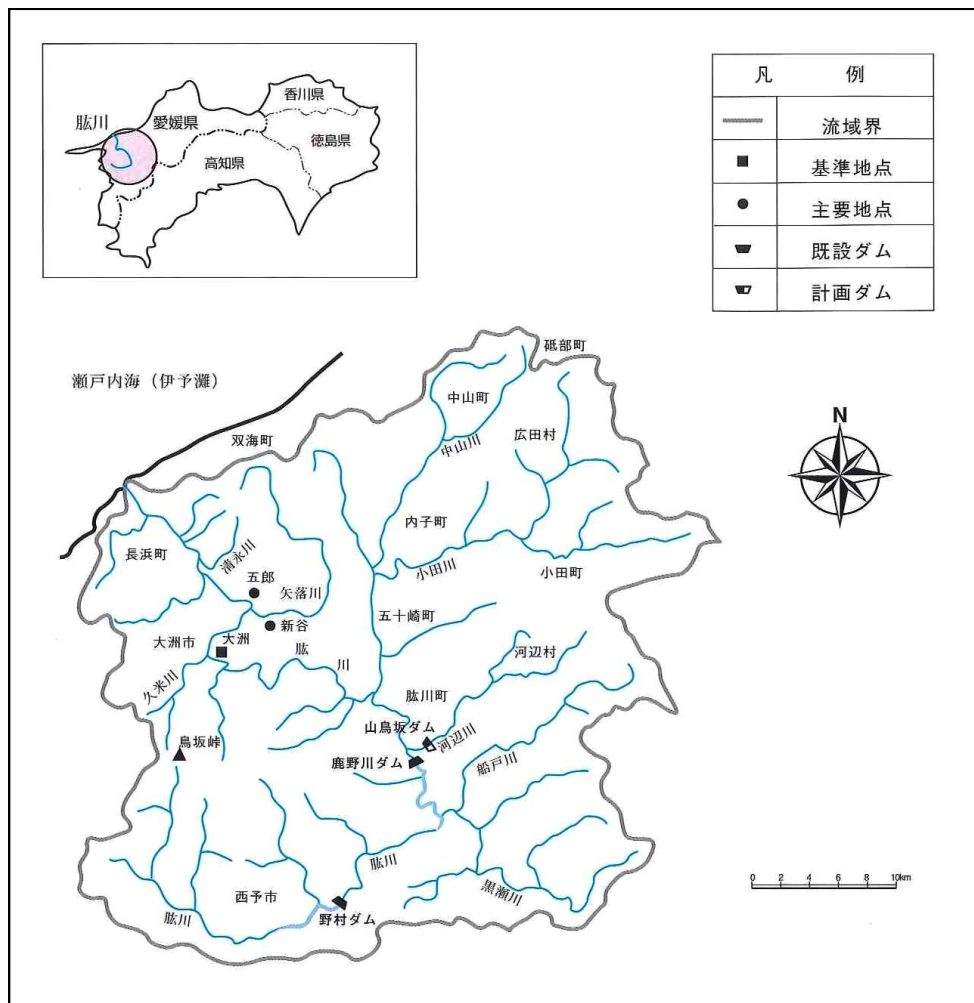 香川県
肱川
愛媛県
徳島県
高知県
凡 例
流域界
基準地点
主要地点
既設ダム
計画ダム
砥部町
瀬戸内海(伊予灘)
中山町
双海町
広田村
中山川
N
内子町
長浜町
清永川
小田川
小田町
五郎
矢落川
五十崎町
新谷
大洲市
大洲
肱川
河辺村
久米川
肱川町
山鳥坂ダム
鳥坂峠
河辺川
鹿野川ダム
船戸川
肱川
黒瀬川
西予市
肱川
野村ダム
0 2 4 6 8 10km